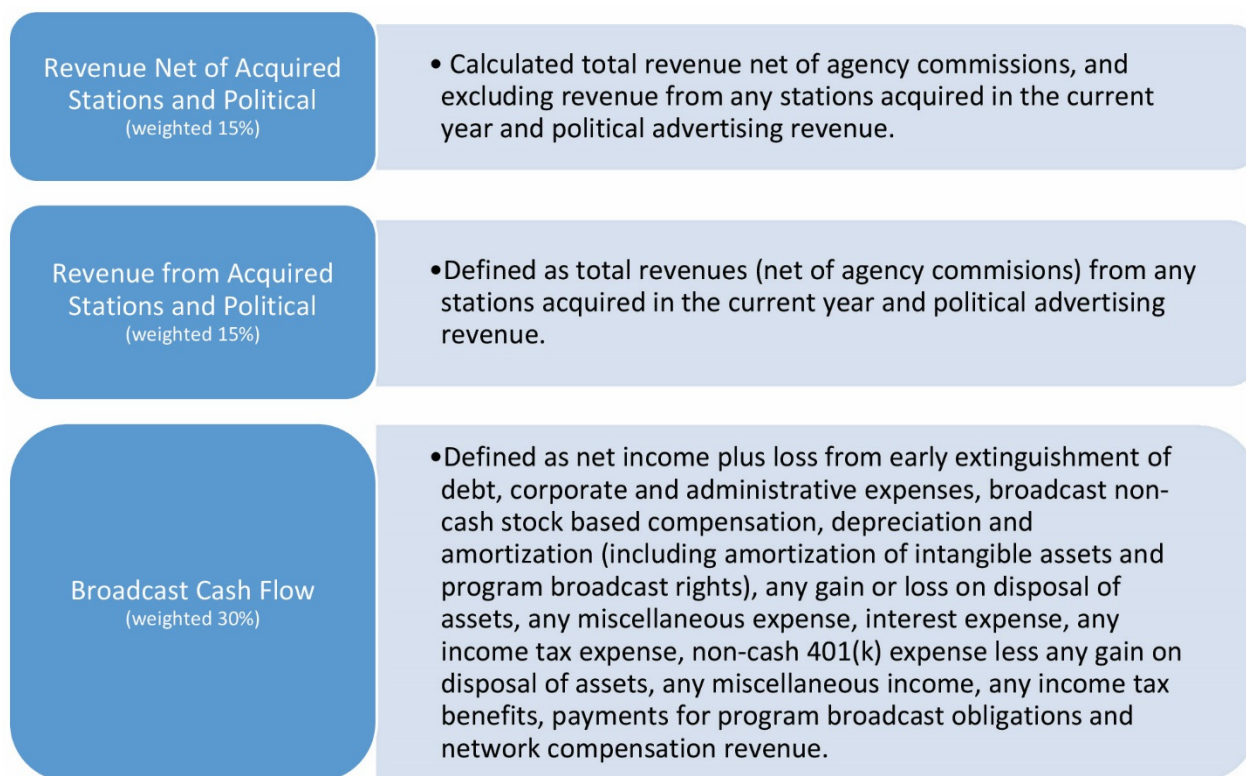 Revenue Net of Acquired
Stations and Political
(weighted 15%)
• Calculated total revenue net of agency commissions, and
excluding revenue from any stations acquired in the current
year and political advertising revenue.
Revenue from Acquired
Stations and Political
(weighted 15%)
•Defined as total revenues (net of agency commisions) from any
stations acquired in the current year and political advertising
revenue.
Broadcast Cash Flow
(weighted 30%)
•Defined as net income plus loss from early extinguishment of
debt, corporate and administrative expenses, broadcast non-
cash stock based compensation, depreciation and
amortization (including amortization of intangible assets and
program broadcast rights), any gain or loss on disposal of
assets, any miscellaneous expense, interest expense, any
income tax expense, non-cash 401(k) expense less any gain on
disposal of assets, any miscellaneous income, any income tax
benefits, payments for program broadcast obligations and
network compensation revenue.